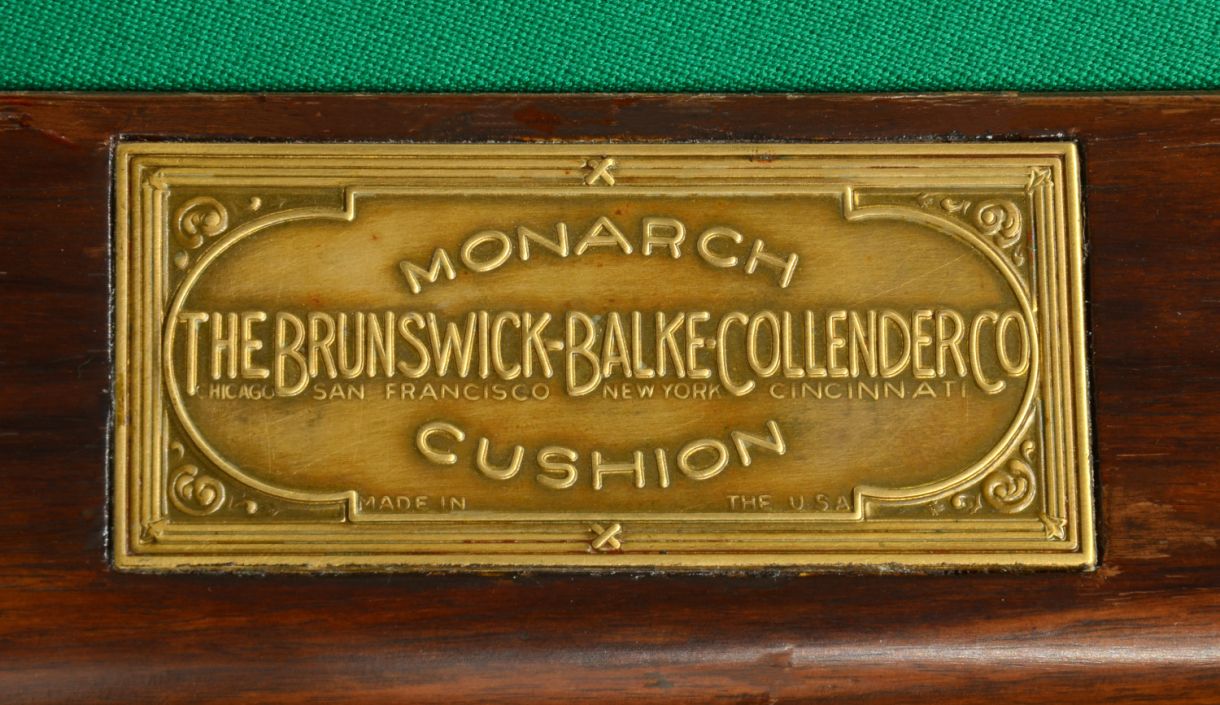 MONARCH
THE BRUNSWICK-BALKE-COLLENDER CO
CHICAGO SAN FRANCISCO NEW YORK CINCINNATI
CUSHION
MADE IN THE U.S.A